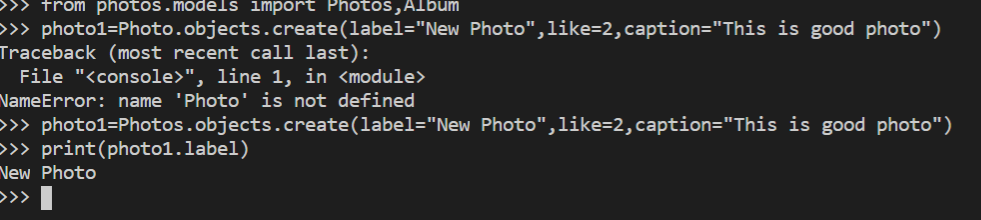 >>> from photos.models import Photos,Album
>>> photo1=Photo.objects.create(label="New Photo",like=2,caption="This is good photo")
Traceback (most recent call last):
  File "<console>", line 1, in <module>
NameError: name 'Photo' is not defined
>>> photo1=Photos.objects.create(label="New Photo",like=2,caption="This is good photo")
>>> print(photo1.label)
New Photo
>>>